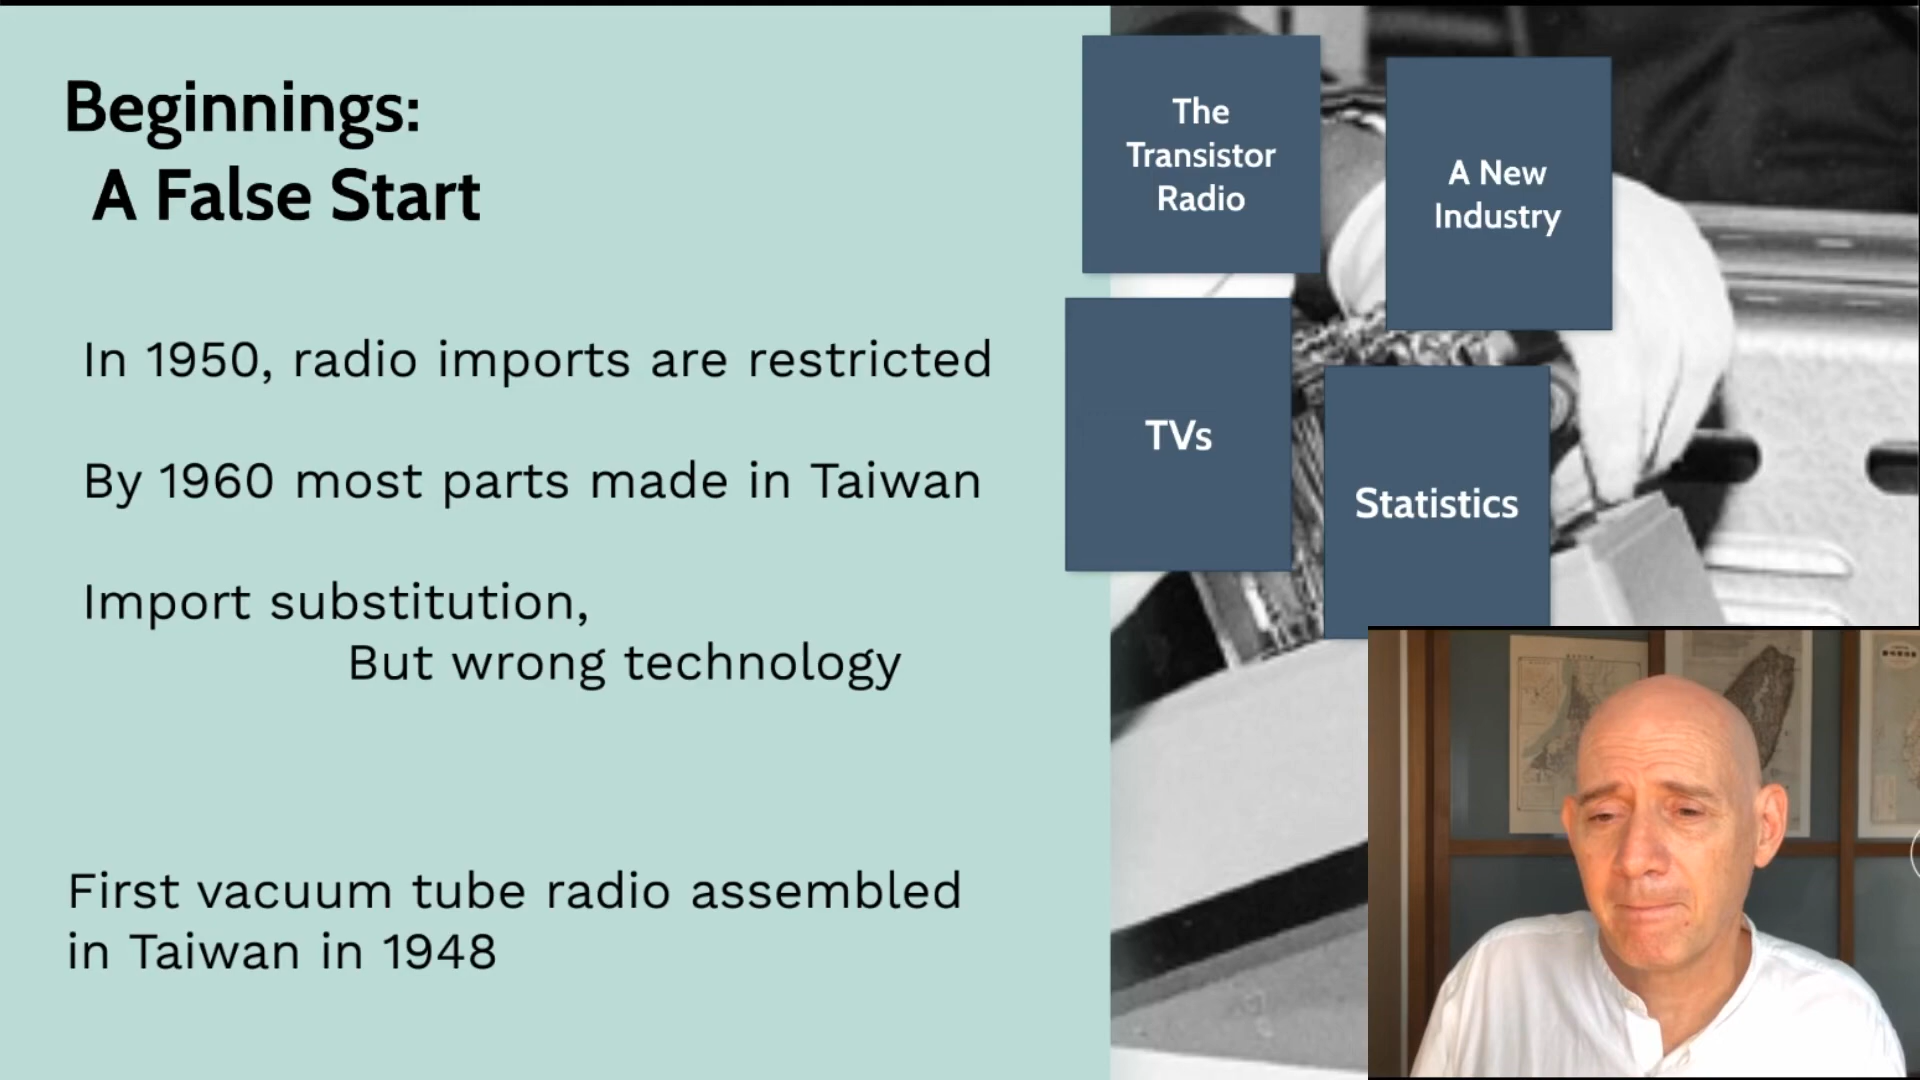 Beginnings:
A False Start
In 1950, radio imports are restricted
By 1960 most parts made in Taiwan
Import substitution,
But wrong technology
First vacuum tube radio assembled
in Taiwan in 1948
The
Transistor
Radio
A New
Industry
TVs
Statistics